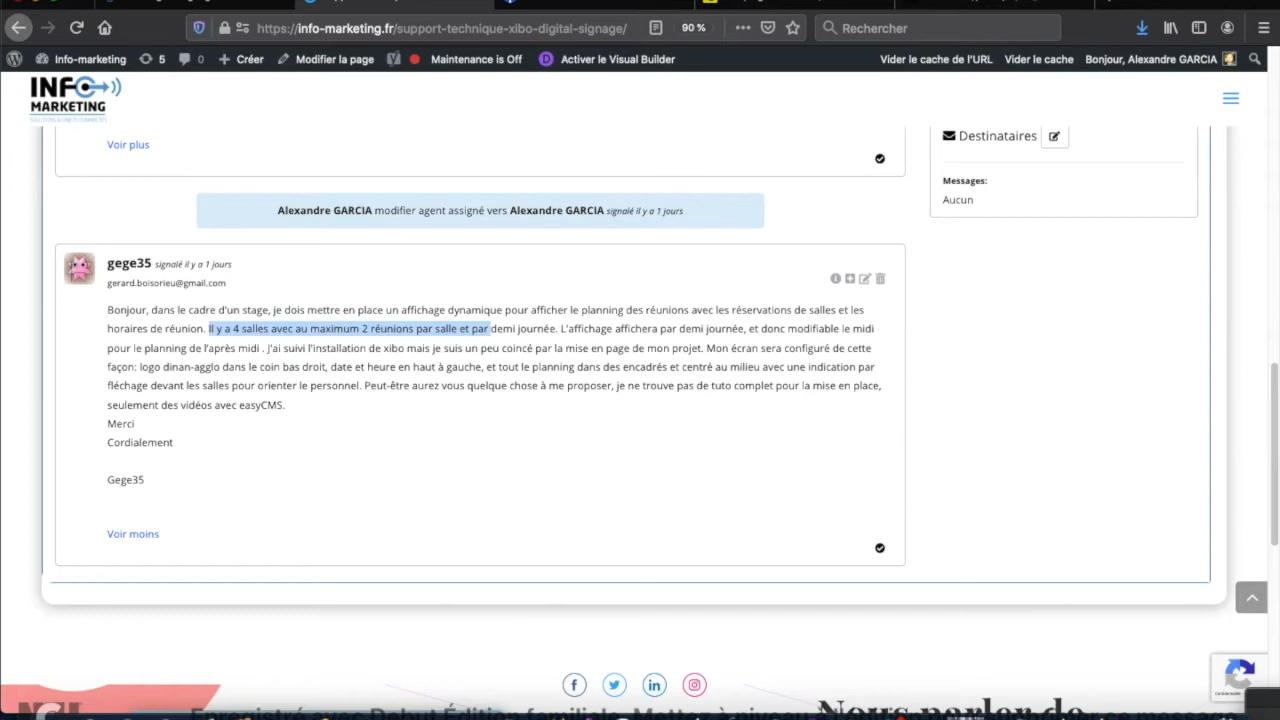 https://info-marketing.fr/support-technique-xibo-digital-signage/
90 %
Rechercher
Info-marketing
5
0
Créer
Modifier la page
Maintenance is Off
Activer le Visual Builder
Vider le cache de l'URL
Vider le cache
Bonjour, Alexandre GARCIA
INFO
MARKETING
Voir plus
Destinataires
Messages:
Aucun
Alexandre GARCIA modifier agent assigné vers Alexandre GARCIA signalé il y a 1 jours
gege35 signalé il y a 1 jours
gerard.boisorieu@gmail.com
Bonjour, dans le cadre d'un stage, je dois mettre en place un affichage dynamique pour afficher le planning des réunions avec les réservations de salles et les
horaires de réunion. Il y a 4 salles avec au maximum 2 réunions par salle et par demi journée. L'affichage affichera par demi journée, et donc modifiable le midi
pour le planning de l'après midi . J'ai suivi l'installation de xibo mais je suis un peu coincé par la mise en page de mon projet. Mon écran sera configuré de cette
façon: logo dinan-agglo dans le coin bas droit, date et heure en haut à gauche, et tout le planning dans des encadrés et centré au milieu avec une indication par
fléchage devant les salles pour orienter le personnel. Peut-être aurez vous quelque chose à me proposer, je ne trouve pas de tuto complet pour la mise en place,
seulement des vidéos avec easyCMS.
Merci
Cordialement
Gege35
Voir moins
Nous parler de